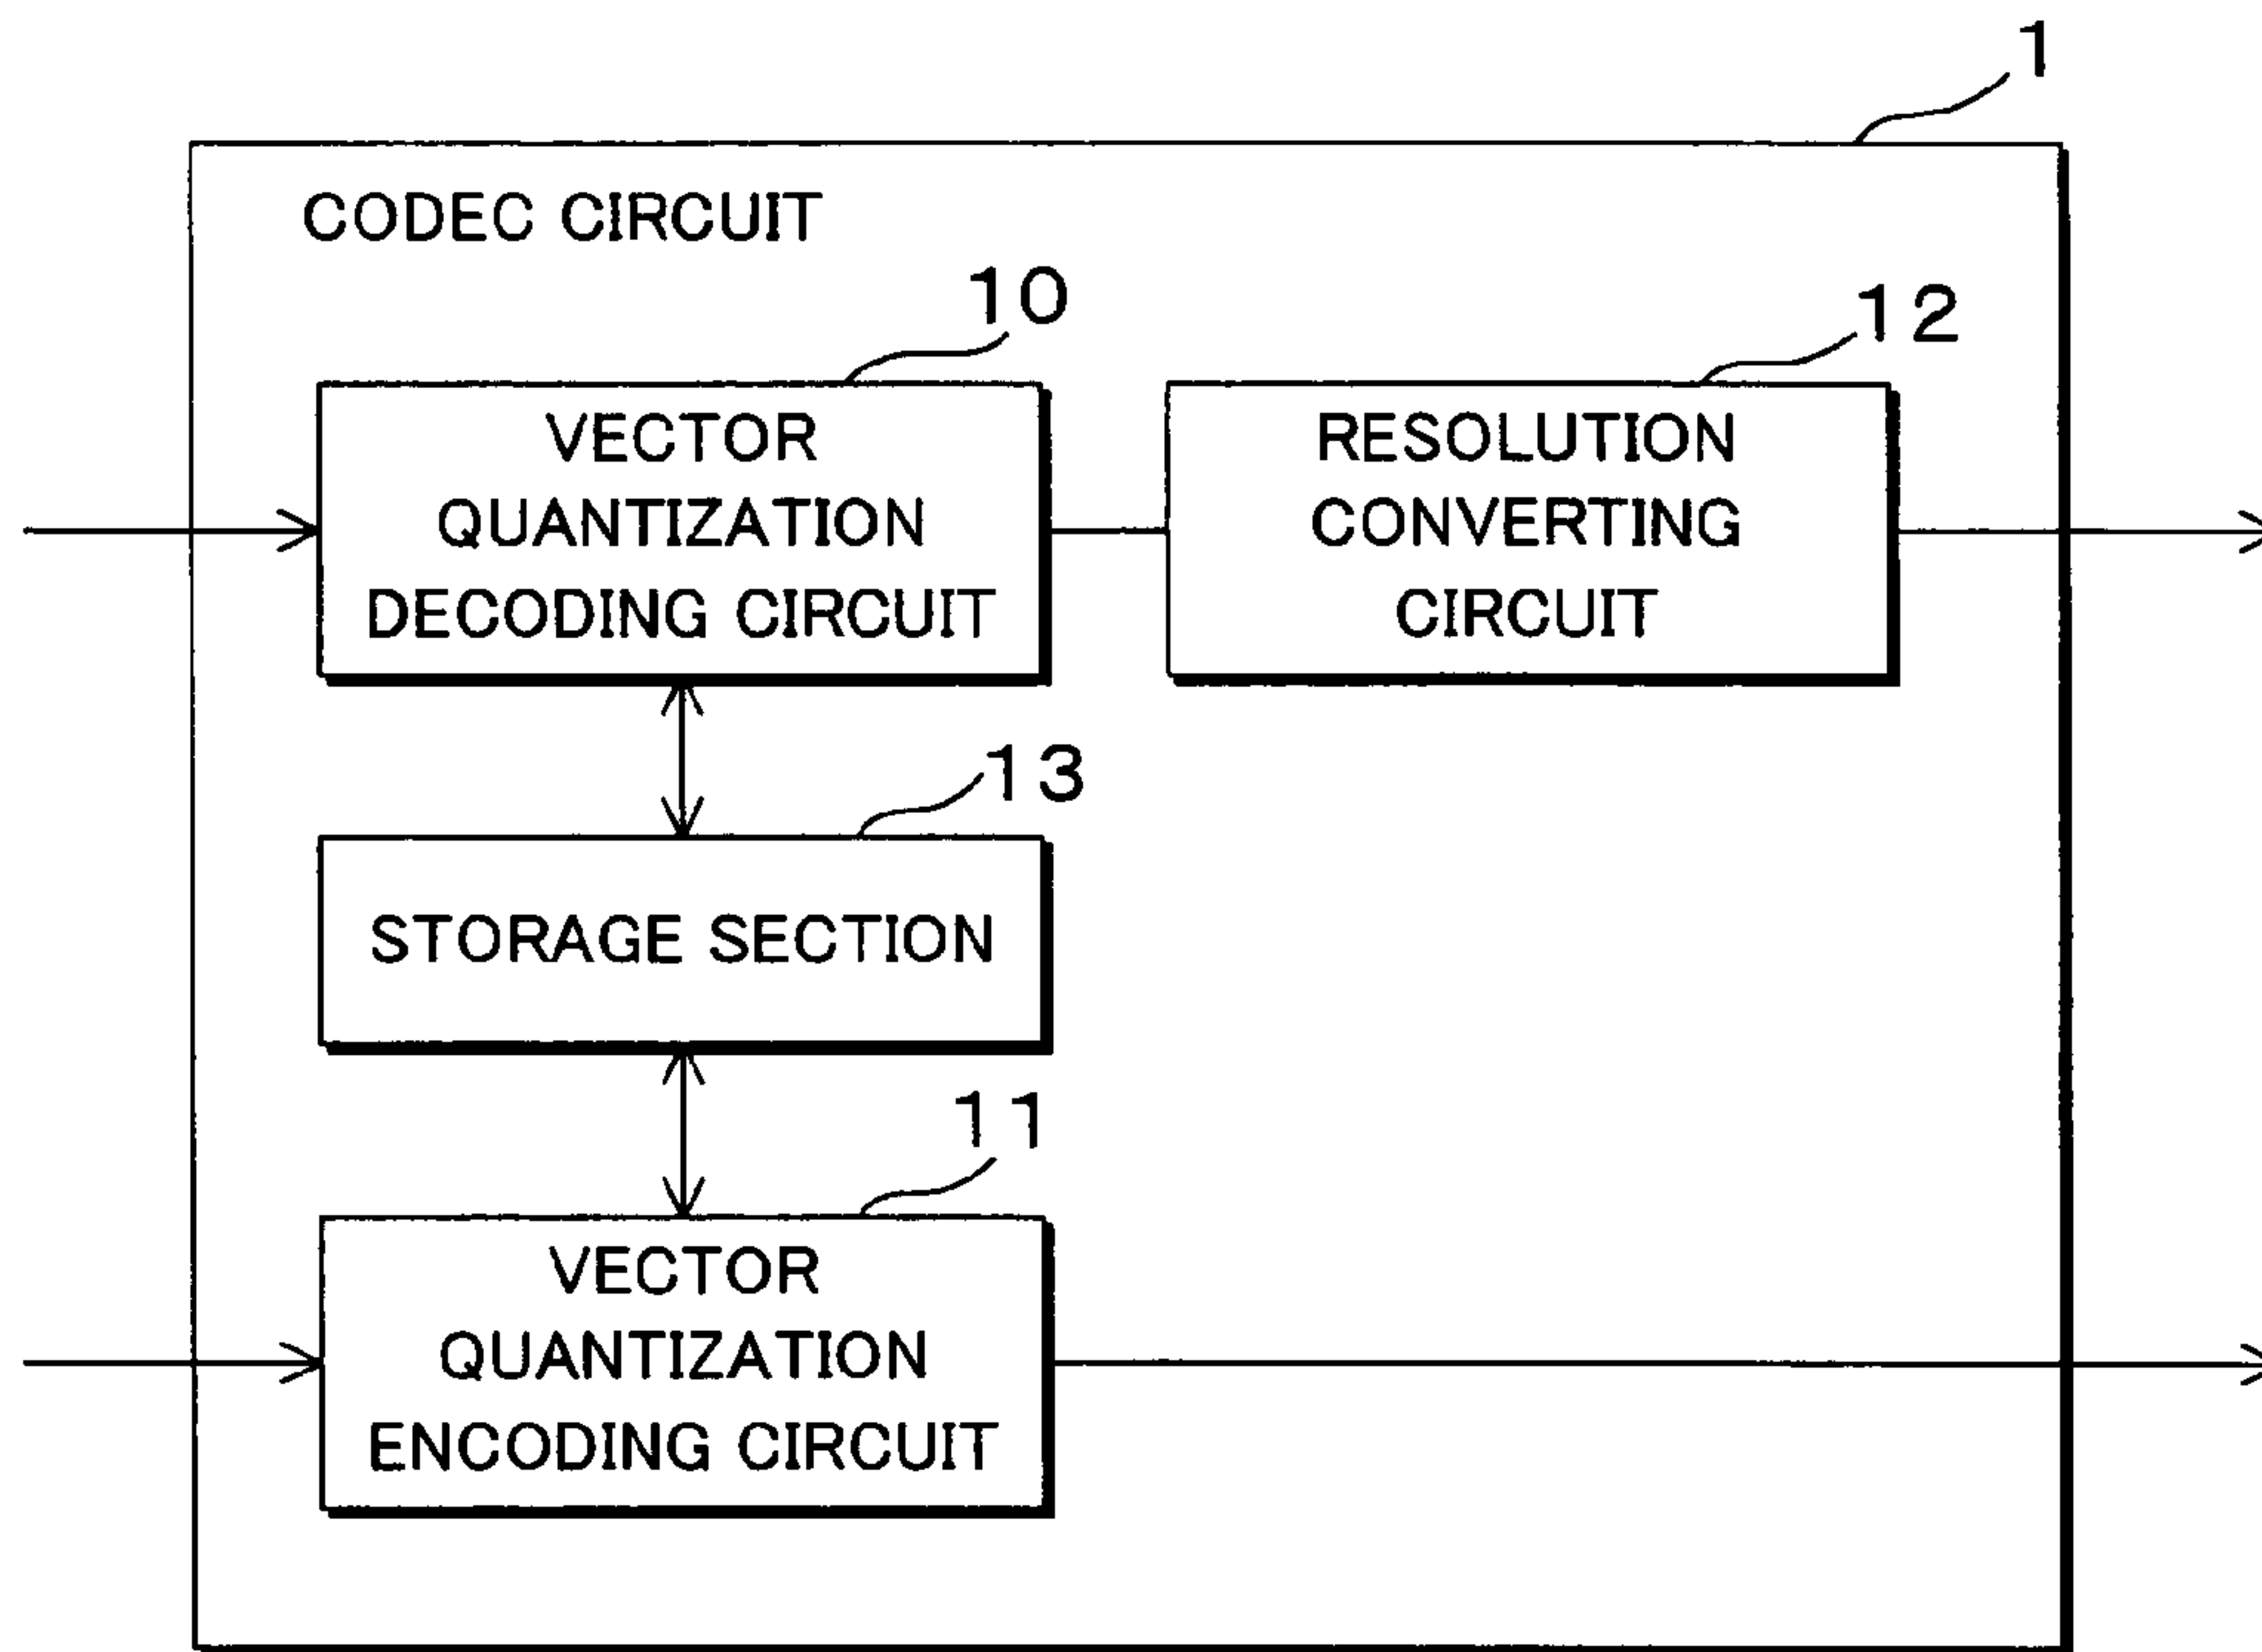 1
CODEC CIRCUIT
10
12
VECTOR
QUANTIZATION
DECODING CIRCUIT
RESOLUTION
CONVERTING
CIRCUIT
13
STORAGE SECTION
11
VECTOR
QUANTIZATION
ENCODING CIRCUIT